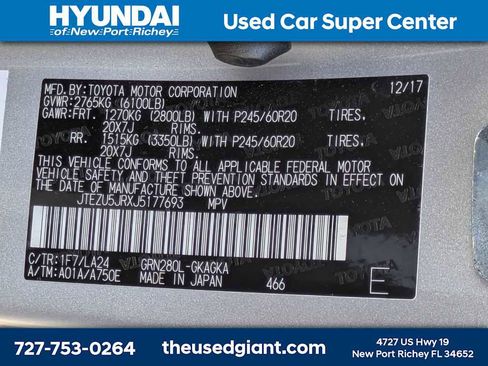 HYUNDAI
of New Port Richey
Used Car Super Center
MFD.BY:TOYOTA MOTOR CORPORATION 12/17
GVWR:2765KG(6100LB)
GAWR:FRT. 1270KG(2800LB) WITH P245/60R20 TIRES,
20X7J RIMS.
RR. 1515KG(3350LB) WITH P245/60R20 TIRES,
20X7J RIMS.
THIS VEHICLE CONFORMS TO ALL APPLICABLE FEDERAL MOTOR
VEHICLE SAFETY AND THEFT PREVENTION STANDARDS IN EFFECT ON
THE DATE OF MANUFACTURE SHOWN ABOVE.
JTEZU5JRXJ5177693 MPV
C/TR:1F7/LA24 GRN280L-GKAGKA
A/TM:A01A/A750E MADE IN JAPAN 466 E
727-753-0264
theusedgiant.com
4727 US Hwy 19
New Port Richey FL 34652